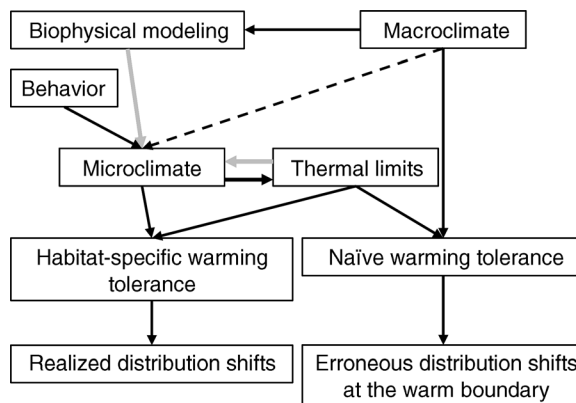 Biophysical modeling
Macroclimate
Behavior
Microclimate
Thermal limits
Habitat-specific warming
tolerance
Naïve warming tolerance
Realized distribution shifts
Erroneous distribution shifts
at the warm boundary